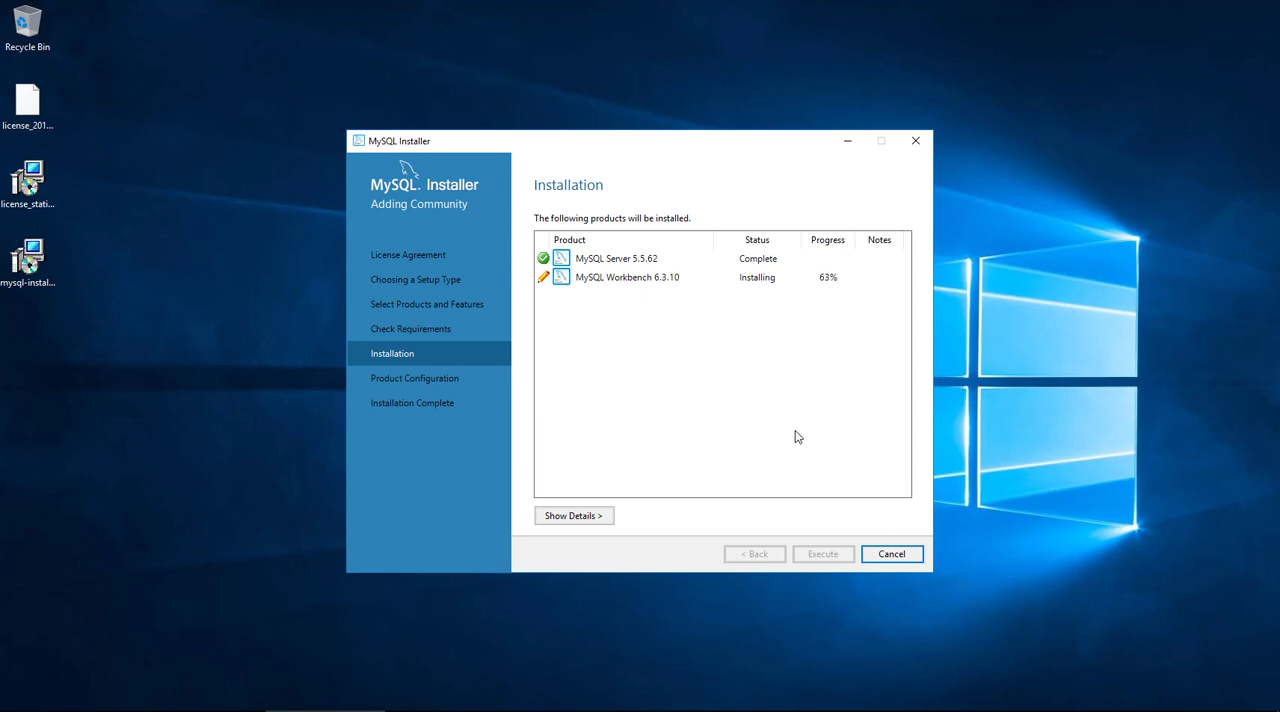 Recycle Bin
license_201...
license_stati...
mysql-instal...
MySQL Installer
MySQL. Installer
Adding Community
License Agreement
Choosing a Setup Type
Select Products and Features
Check Requirements
Installation
Product Configuration
Installation Complete
Installation
The following products will be installed.
Product Status Progress Notes
MySQL Server 5.5.62 Complete
MySQL Workbench 6.3.10 Installing 63%
Show Details >
< Back Execute Cancel